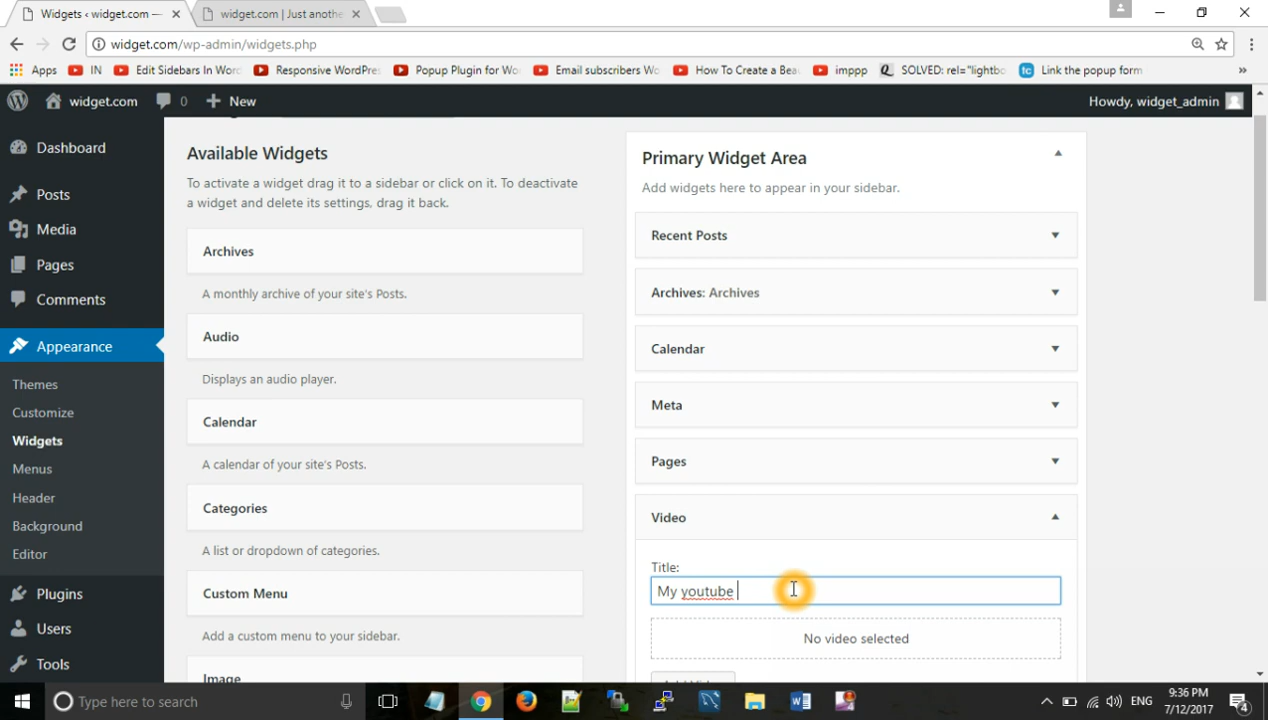 Widgets ‹ widget.com —
widget.com | Just anothe
widget.com/wp-admin/widgets.php
Apps
IN
Edit Sidebars In Word
Responsive WordPres
Popup Plugin for Wo
Email subscribers Wo
How To Create a Beau
imppp
SOLVED: rel="lightbo
Link the popup form
»
widget.com
0
New
Howdy, widget_admin
Dashboard
Posts
Media
Pages
Comments
Appearance
Themes
Customize
Widgets
Menus
Header
Background
Editor
Plugins
Users
Tools
Available Widgets
To activate a widget drag it to a sidebar or click on it. To deactivate
a widget and delete its settings, drag it back.
Archives
A monthly archive of your site's Posts.
Audio
Displays an audio player.
Calendar
A calendar of your site's Posts.
Categories
A list or dropdown of categories.
Custom Menu
Add a custom menu to your sidebar.
Image
Primary Widget Area
Add widgets here to appear in your sidebar.
Recent Posts
Archives: Archives
Calendar
Meta
Pages
Video
Title:
My youtube
No video selected
Type here to search
ENG
9:36 PM
7/12/2017
4